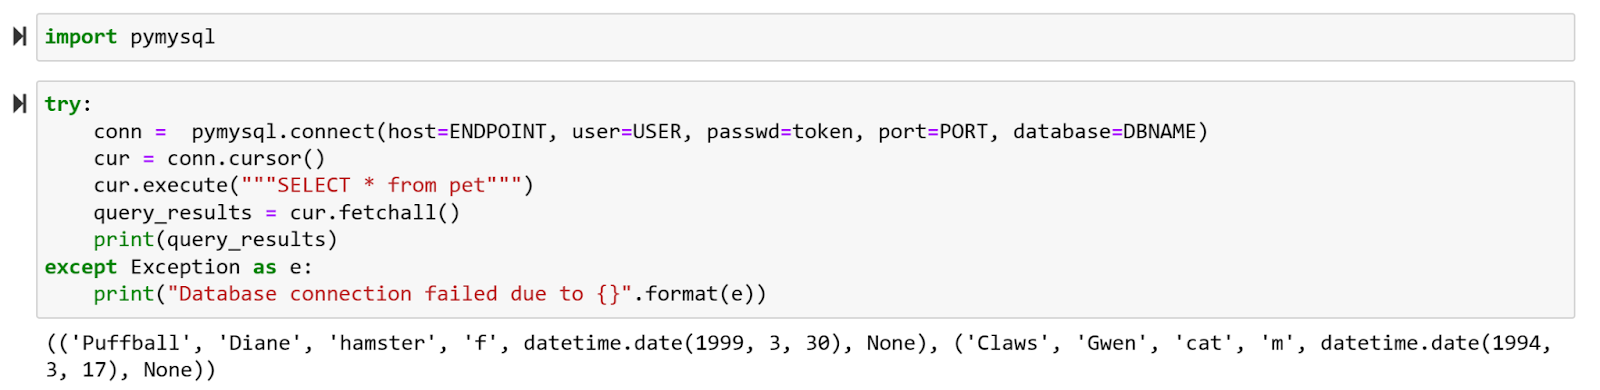 import pymysql
try:
    conn =  pymysql.connect(host=ENDPOINT, user=USER, passwd=token, port=PORT, database=DBNAME)
    cur = conn.cursor()
    cur.execute("""SELECT * from pet""")
    query_results = cur.fetchall()
    print(query_results)
except Exception as e:
    print("Database connection failed due to {}".format(e))
(('Puffball', 'Diane', 'hamster', 'f', datetime.date(1999, 3, 30), None), ('Claws', 'Gwen', 'cat', 'm', datetime.date(1994,
3, 17), None))